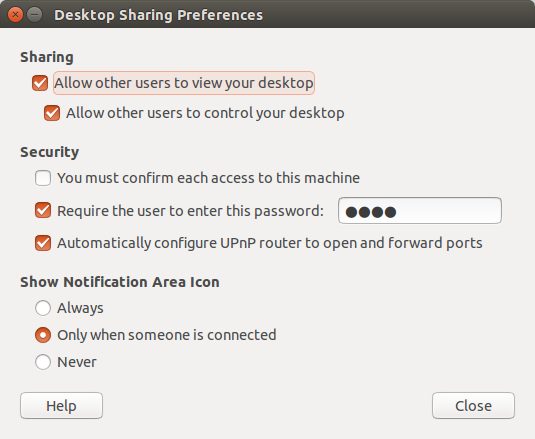 Desktop Sharing Preferences
Sharing
Allow other users to view your desktop
Allow other users to control your desktop
Security
You must confirm each access to this machine
Require the user to enter this password: ●●●●
Automatically configure UPnP router to open and forward ports
Show Notification Area Icon
Always
Only when someone is connected
Never
Help Close